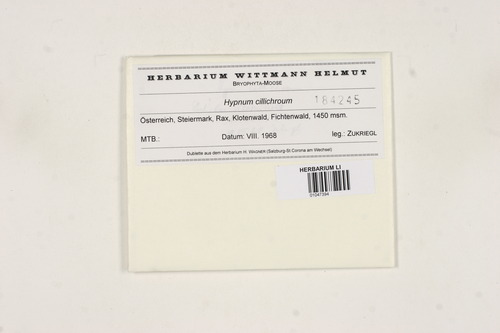 HERBARIUM WITTMANN HELMUT
BRYOPHYTA-MOOSE
Hypnum cillichroum 184245
Österreich, Steiermark, Rax, Klotenwald, Fichtenwald, 1450 msm.
MTB.: Datum: VIII. 1968 leg.: ZUKRIEGL
Dublette aus dem Herbarium H. WAGNER (Salzburg-St.Corona am Wechsel)
HERBARIUM LI
01047394